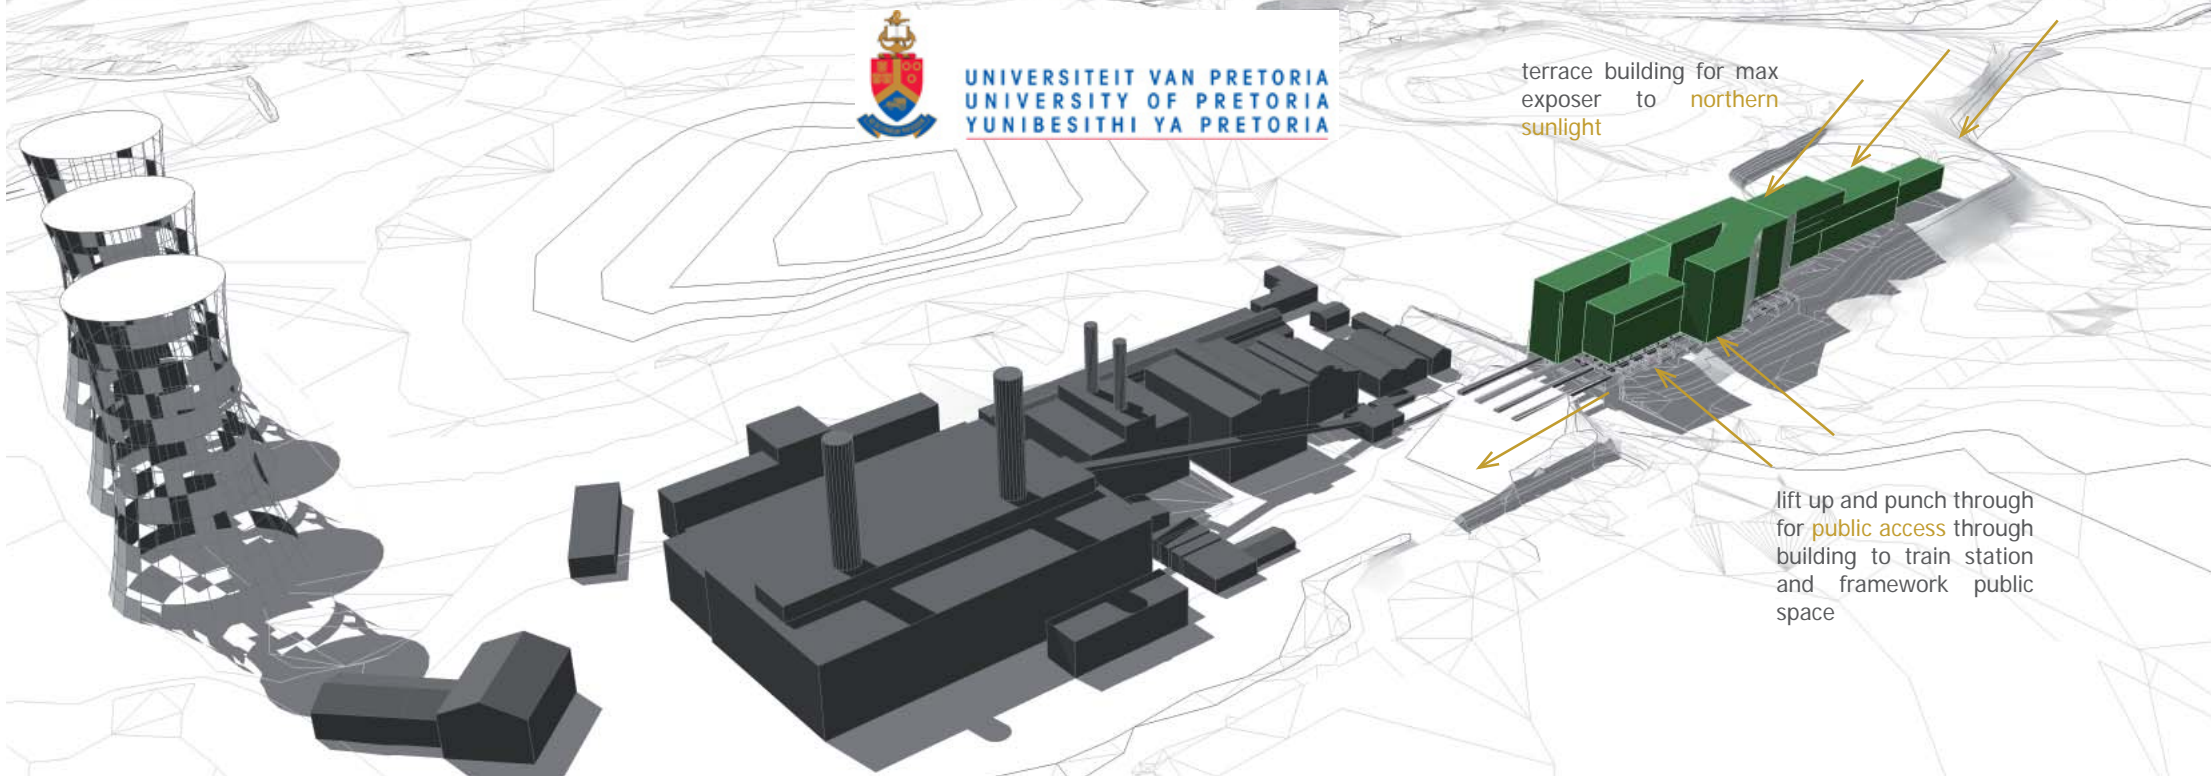 UNIVERSITEIT VAN PRETORIA
UNIVERSITY OF PRETORIA
YUNIBESITHI YA PRETORIA
terrace building for max
exposer to northern
sunlight
lift up and punch through
for public access through
building to train station
and framework public
space